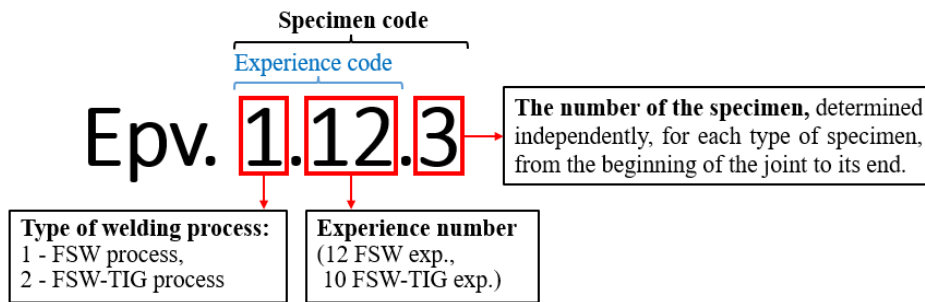 Specimen code
Experience code
Epv. 1.12.3
The number of the specimen, determined
independently, for each type of specimen,
from the beginning of the joint to its end.
Type of welding process:
1 - FSW process,
2 - FSW-TIG process
Experience number
(12 FSW exp.,
10 FSW-TIG exp.)